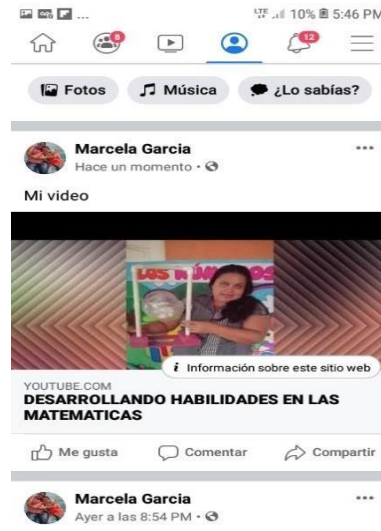 ... LTE 10% 5:46 PM
8 12
Fotos Música ¿Lo sabías?
Marcela Garcia ...
Hace un momento •
Mi video
LOS NÚMEROS
i Información sobre este sitio web
YOUTUBE.COM
DESARROLLANDO HABILIDADES EN LAS
MATEMATICAS
Me gusta Comentar Compartir
Marcela Garcia ...
Ayer a las 8:54 PM •